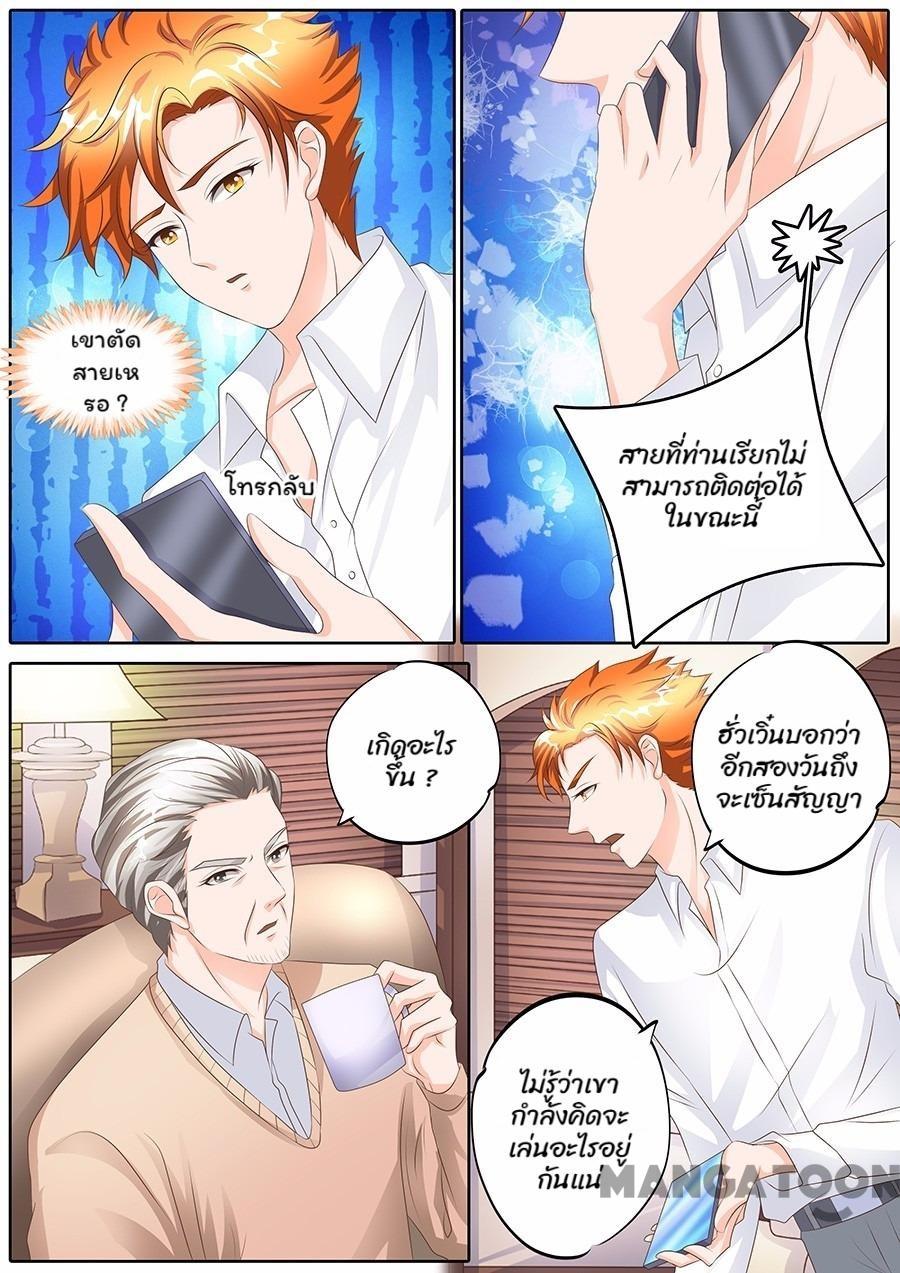 เขาตัด
สายเห
รอ ?
โทรกลับ
สายที่ท่านเรียกไม่
สามารถติดต่อได้
ในขณะนี้
เกิดอะไร
ขึ้น ?
ฮั่วเวิ๋นบอกว่า
อีกสองวันถึง
จะเซ็นสัญญา
ไม่รู้ว่าเขา
กำลังคิดจะ
เล่นอะไรอยู่
กันแน่
MANGATOON